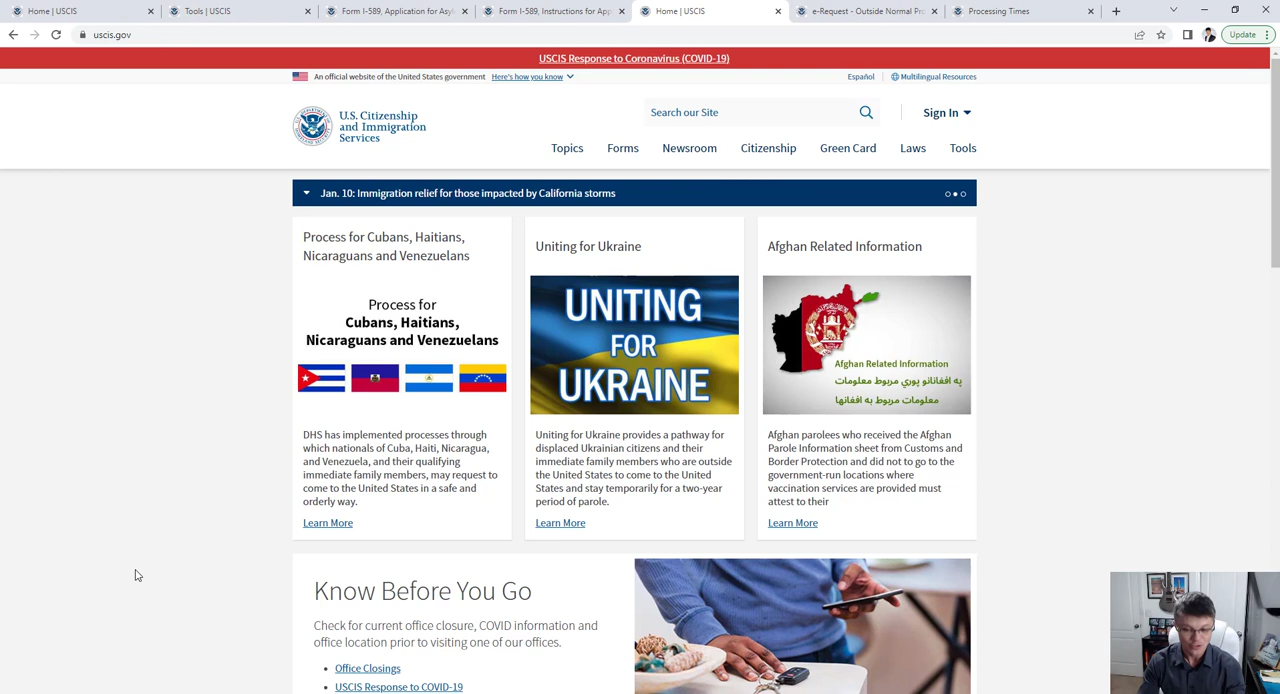 Home | USCIS
Tools | USCIS
Form I-589, Application for Asyl
Form I-589, Instructions for App
Home | USCIS
e-Request - Outside Normal Pro
Processing Times
uscis.gov
Update
USCIS Response to Coronavirus (COVID-19)
An official website of the United States government
Here's how you know
Español
Multilingual Resources
U.S. Citizenship
and Immigration
Services
Search our Site
Sign In
Topics
Forms
Newsroom
Citizenship
Green Card
Laws
Tools
Jan. 10: Immigration relief for those impacted by California storms
Process for Cubans, Haitians,
Nicaraguans and Venezuelans
Process for
Cubans, Haitians,
Nicaraguans and Venezuelans
DHS has implemented processes through
which nationals of Cuba, Haiti, Nicaragua,
and Venezuela, and their qualifying
immediate family members, may request to
come to the United States in a safe and
orderly way.
Learn More
Uniting for Ukraine
UNITING
FOR
UKRAINE
Uniting for Ukraine provides a pathway for
displaced Ukrainian citizens and their
immediate family members who are outside
the United States to come to the United
States and stay temporarily for a two-year
period of parole.
Learn More
Afghan Related Information
Afghan Related Information
په افغانانو پورې مربوط معلومات
معلومات مربوط به افغانها
Afghan parolees who received the Afghan
Parole Information sheet from Customs and
Border Protection and did not to go to the
government-run locations where
vaccination services are provided must
attest to their
Learn More
Know Before You Go
Check for current office closure, COVID information and
office location prior to visiting one of our offices.
Office Closings
USCIS Response to COVID-19